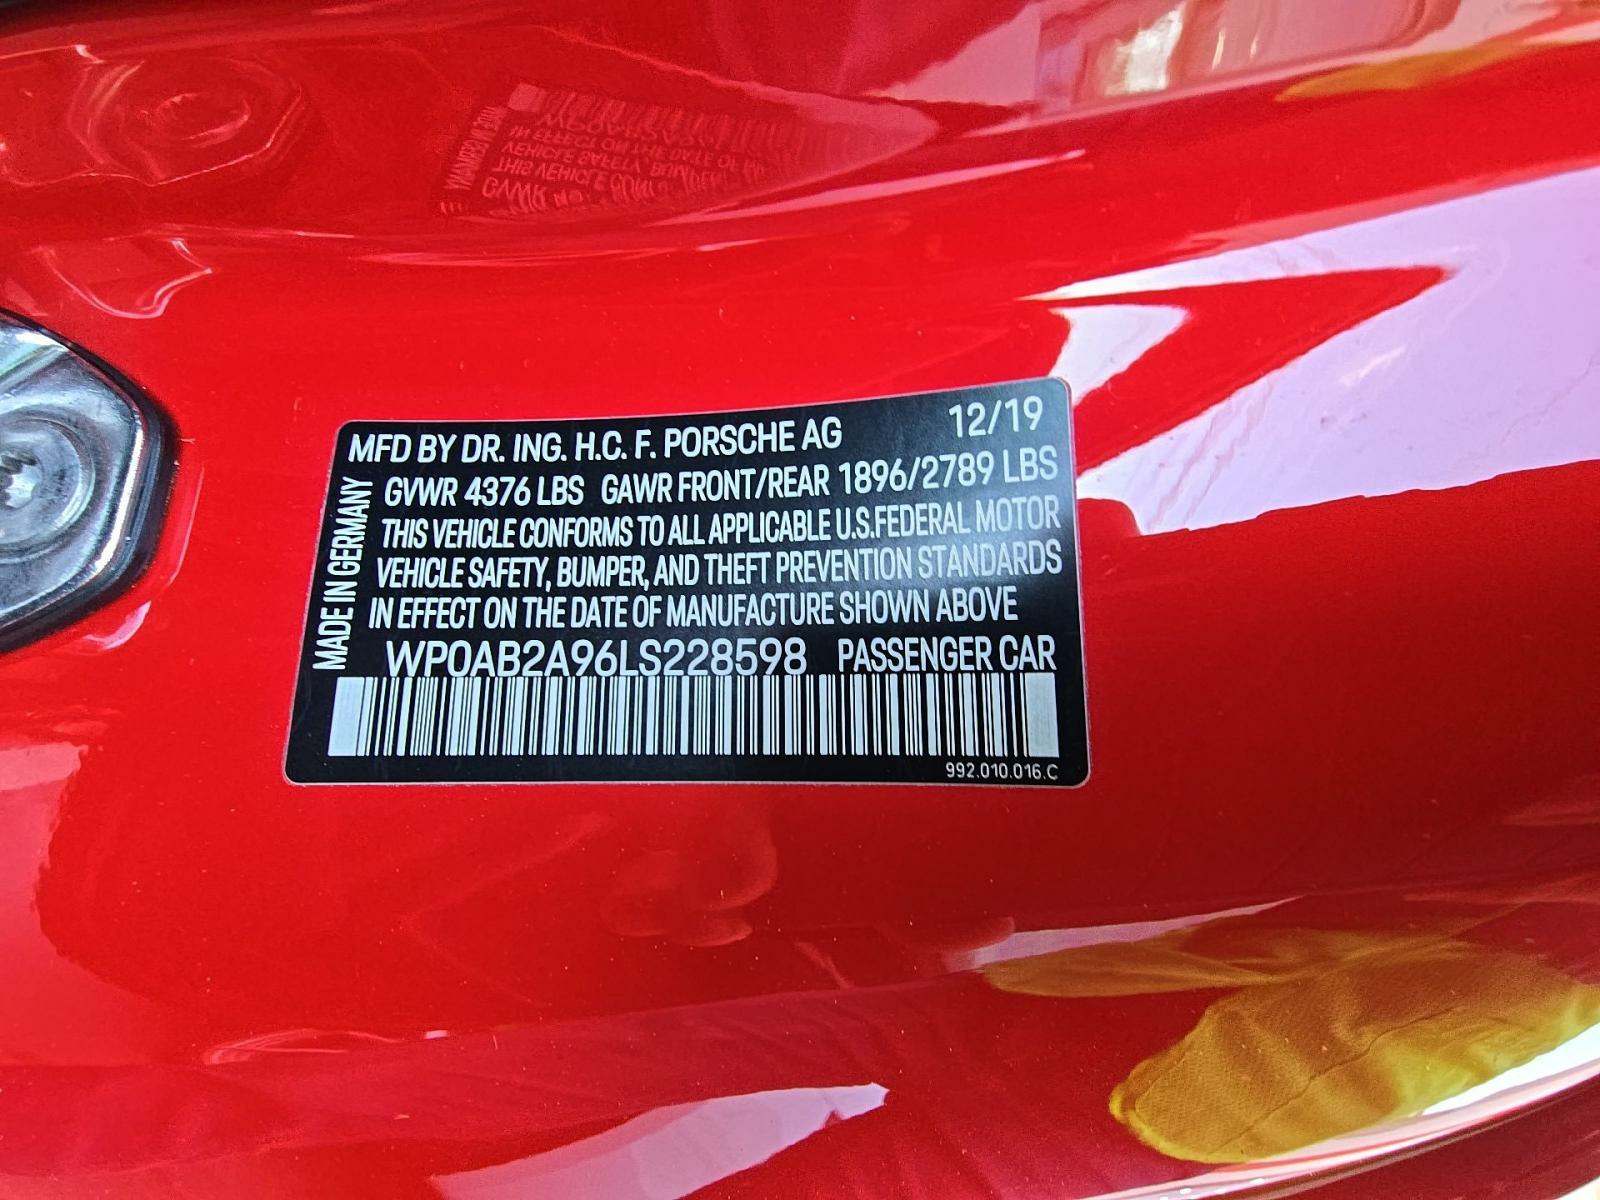 MFD BY DR. ING. H.C. F. PORSCHE AG 12/19
GVWR 4376 LBS GAWR FRONT/REAR 1896/2789 LBS
THIS VEHICLE CONFORMS TO ALL APPLICABLE U.S.FEDERAL MOTOR
VEHICLE SAFETY, BUMPER, AND THEFT PREVENTION STANDARDS
IN EFFECT ON THE DATE OF MANUFACTURE SHOWN ABOVE
WP0AB2A96LS228598 PASSENGER CAR
MADE IN GERMANY
992.010.016.C